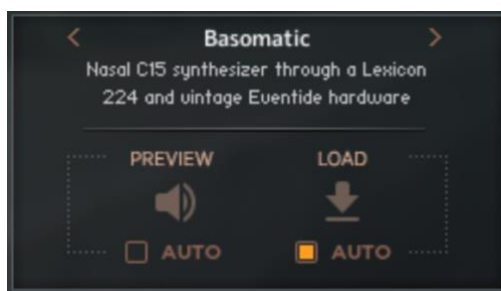 Basomatic
Nasal C15 synthesizer through a Lexicon
224 and vintage Eventide hardware
PREVIEW LOAD
AUTO AUTO